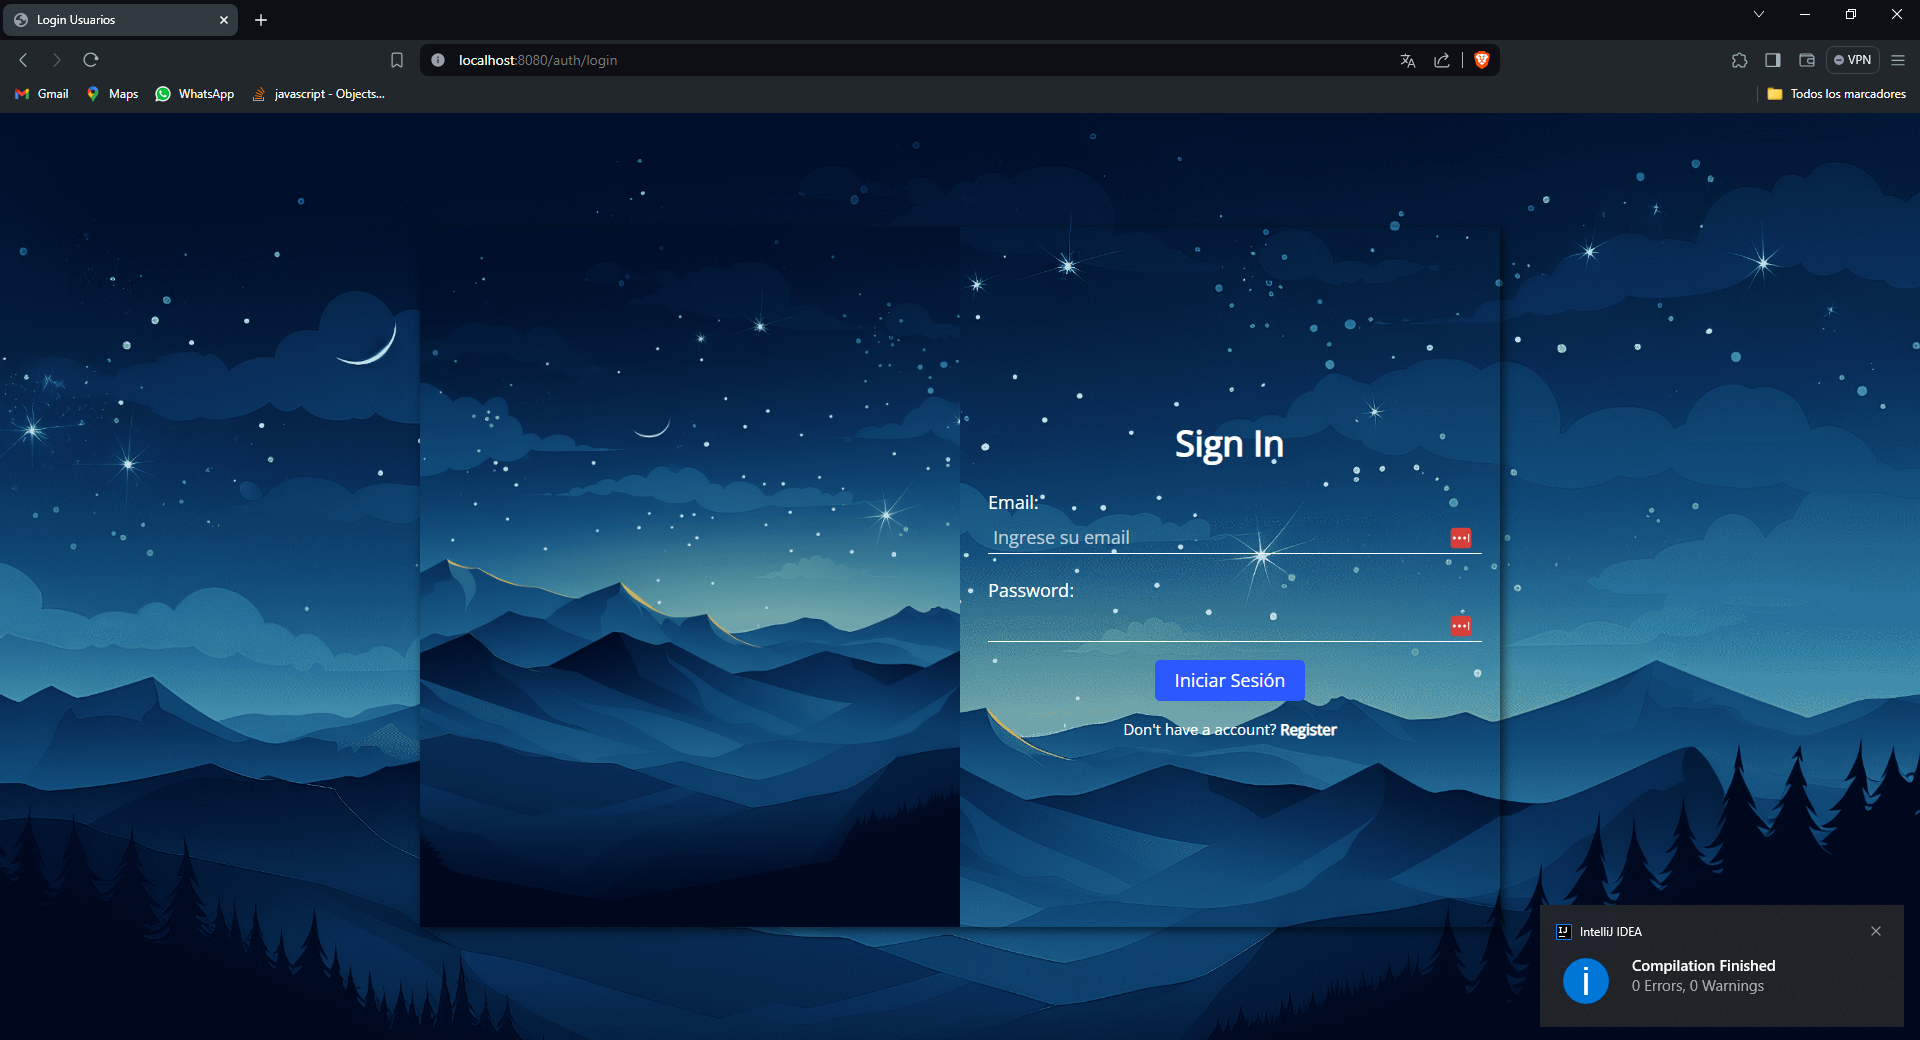 Login Usuarios
localhost:8080/auth/login
VPN
Gmail
Maps
WhatsApp
javascript - Objects...
Todos los marcadores
Sign In
Email:
Ingrese su email
Password:
Iniciar Sesión
Don't have a account? Register
IJ
IntelliJ IDEA
Compilation Finished
0 Errors, 0 Warnings